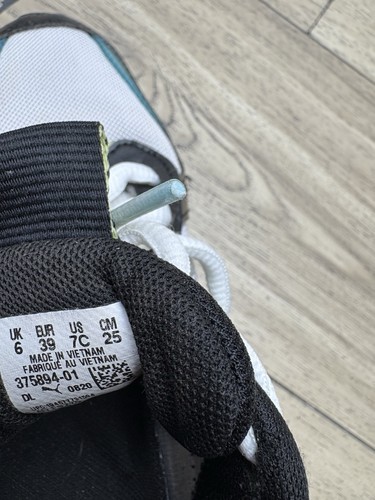 UK EUR US CM
6 39 7C 25
MADE IN VIETNAM
FABRIQUÉ AU VIETNAM
375894-01
DL 0820